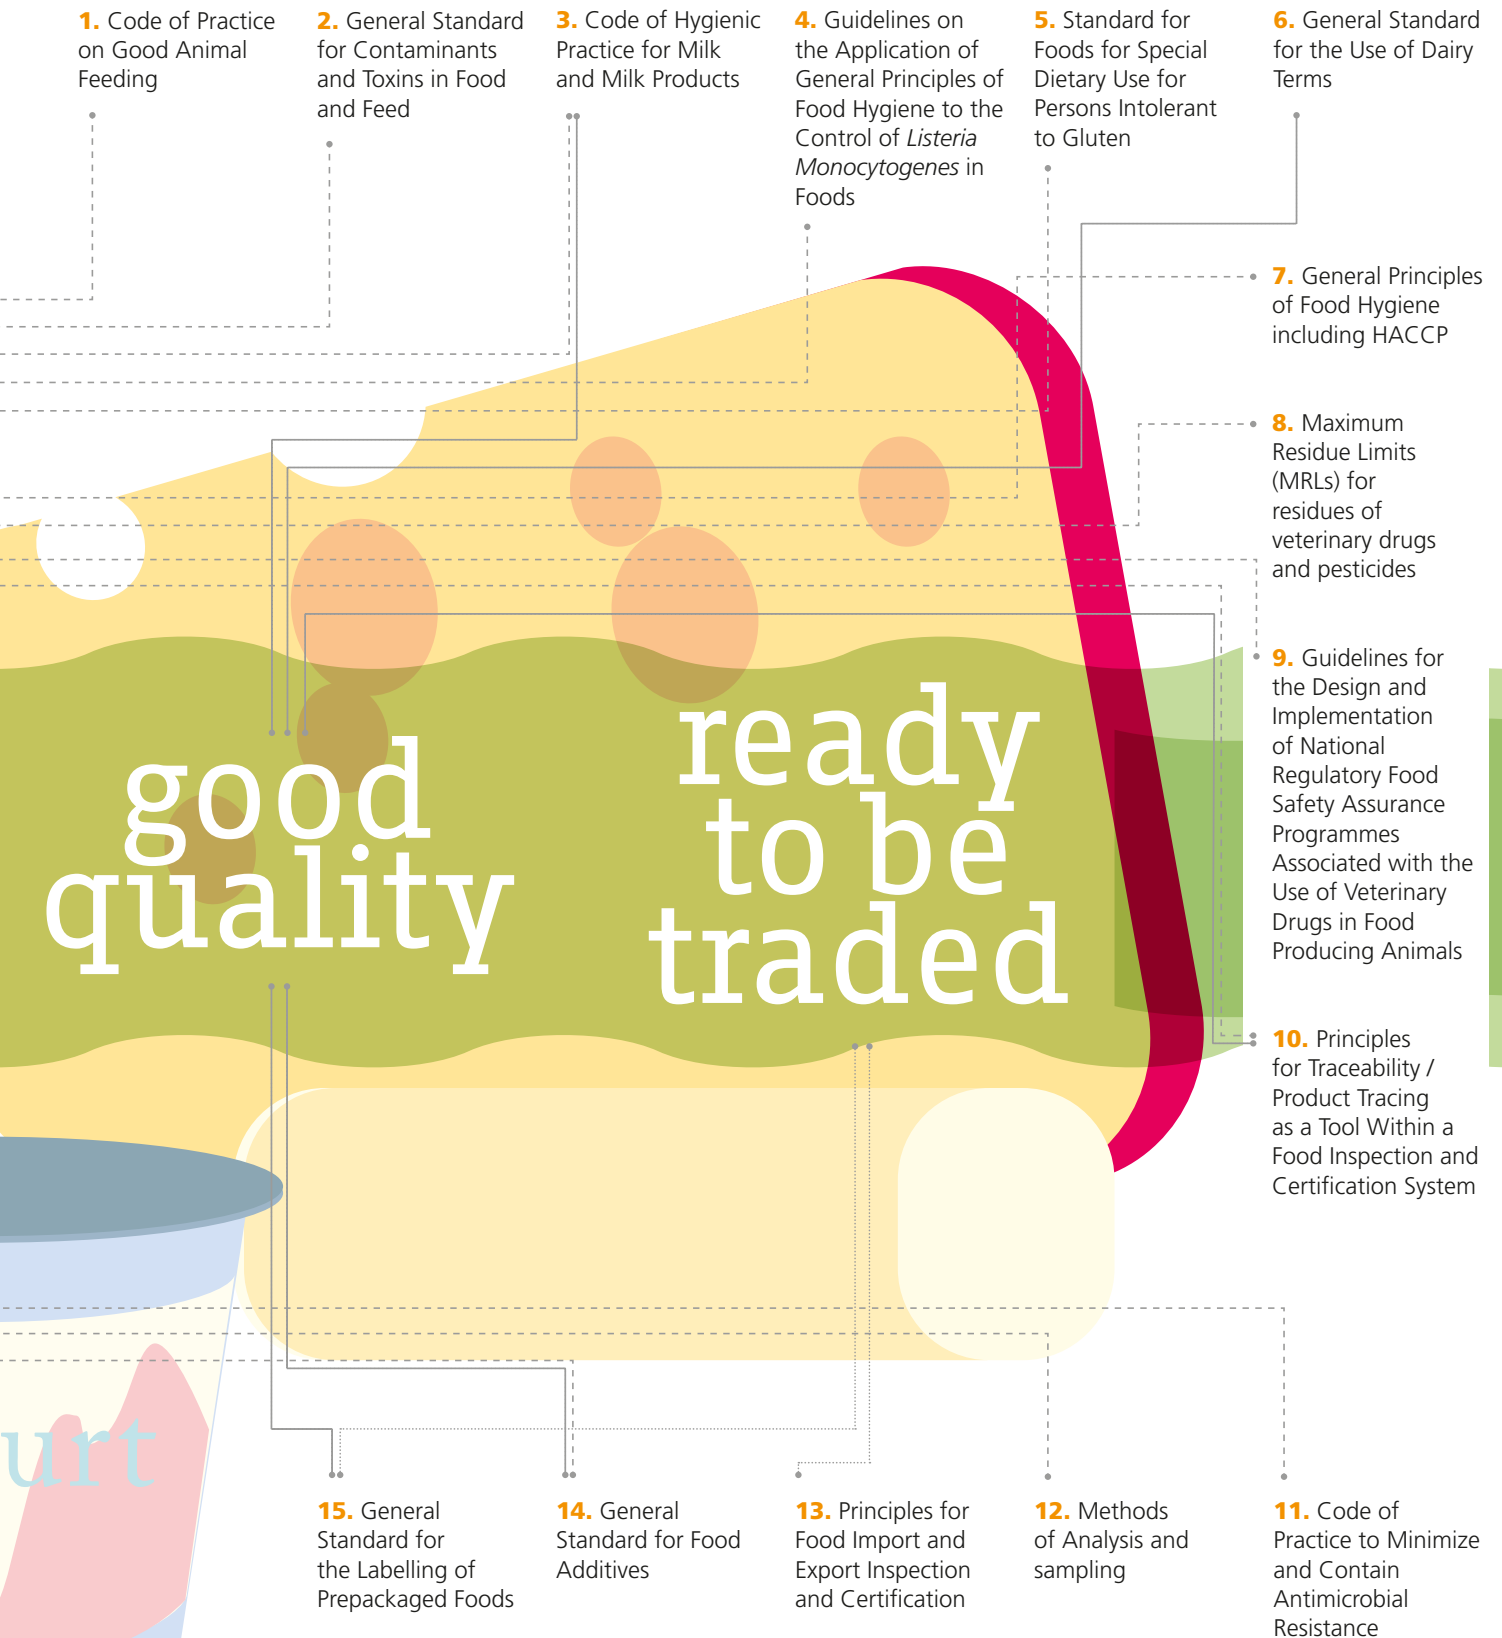 1. Code of Practice
on Good Animal
Feeding
2. General Standard
for Contaminants
and Toxins in Food
and Feed
3. Code of Hygienic
Practice for Milk
and Milk Products
4. Guidelines on
the Application of
General Principles of
Food Hygiene to the
Control of Listeria
Monocytogenes in
Foods
5. Standard for
Foods for Special
Dietary Use for
Persons Intolerant
to Gluten
6. General Standard
for the Use of Dairy
Terms
7. General Principles
of Food Hygiene
including HACCP
8. Maximum
Residue Limits
(MRLs) for
residues of
veterinary drugs
and pesticides
9. Guidelines for
the Design and
Implementation
of National
Regulatory Food
Safety Assurance
Programmes
Associated with the
Use of Veterinary
Drugs in Food
Producing Animals
good
quality
ready
to be
traded
10. Principles
for Traceability /
Product Tracing
as a Tool Within a
Food Inspection and
Certification System
urt
15. General
Standard for
the Labelling of
Prepackaged Foods
14. General
Standard for Food
Additives
13. Principles for
Food Import and
Export Inspection
and Certification
12. Methods
of Analysis and
sampling
11. Code of
Practice to Minimize
and Contain
Antimicrobial
Resistance